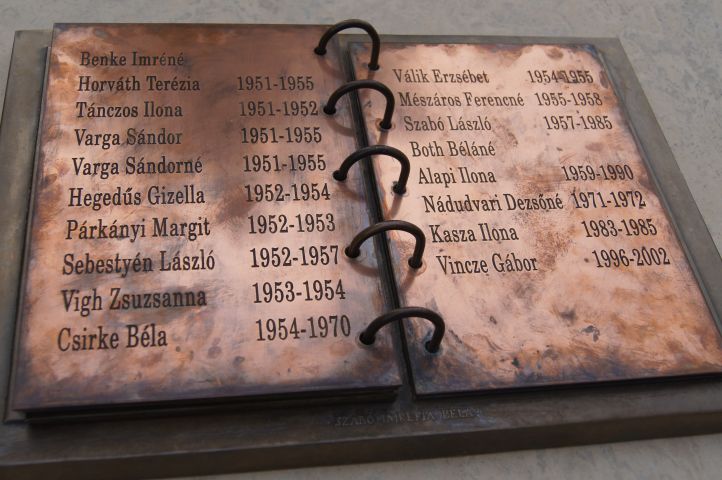 Benke Imréné
Horváth Terézia 1951-1955
Tánczos Ilona 1951-1952
Varga Sándor 1951-1955
Varga Sándorné 1951-1955
Hegedűs Gizella 1952-1954
Párkányi Margit 1952-1953
Sebestyén László 1952-1957
Vigh Zsuzsanna 1953-1954
Csirke Béla 1954-1970
Válik Erzsébet 1954-1955
Mészáros Ferencné 1955-1958
Szabó László 1957-1985
Both Béláné
Alapi Ilona 1959-1990
Nádudvari Dezsőné 1971-1972
Kasza Ilona 1983-1985
Vincze Gábor 1996-2002
SZABÓ IMREFIA BÉLA